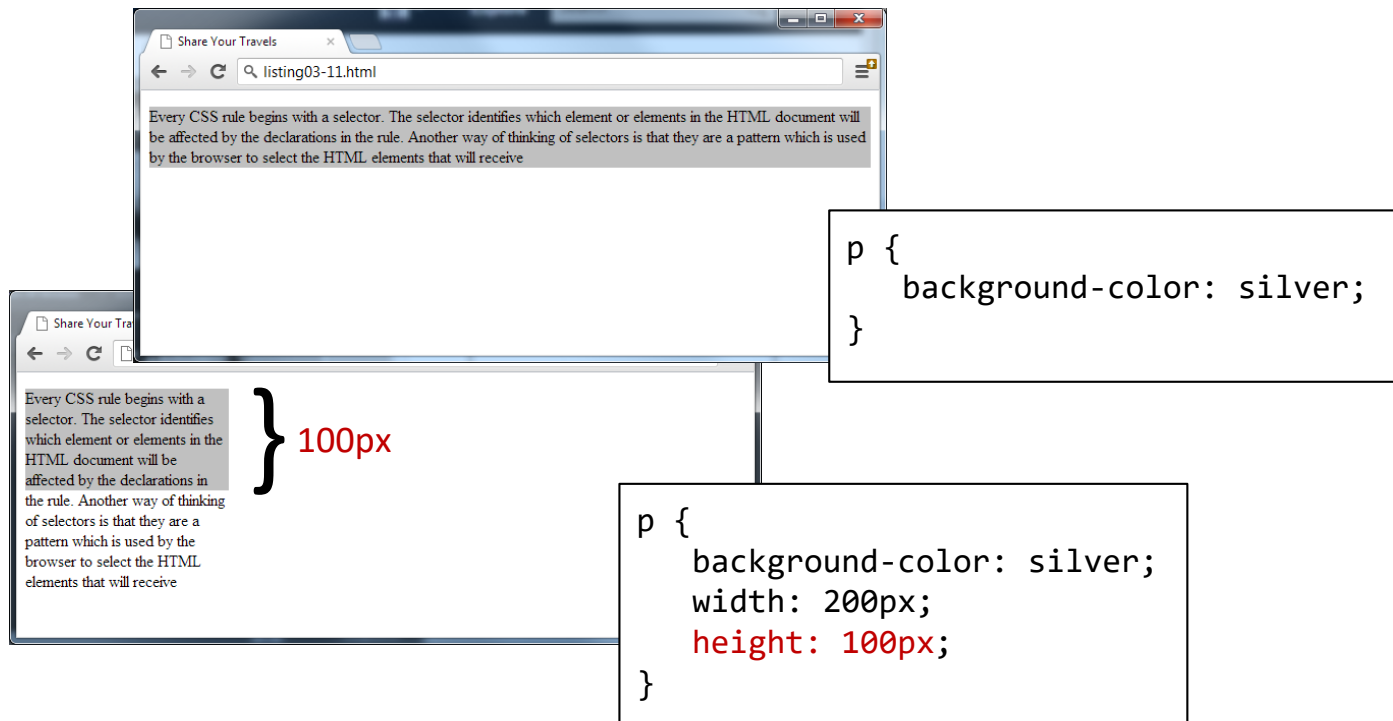 Share Your Travels
listing03-11.html
Every CSS rule begins with a selector. The selector identifies which element or elements in the HTML document will
be affected by the declarations in the rule. Another way of thinking of selectors is that they are a pattern which is used
by the browser to select the HTML elements that will receive
p {
background-color: silver;
}
Share Your Tra
Every CSS rule begins with a
selector. The selector identifies
which element or elements in the
HTML document will be
affected by the declarations in
the rule. Another way of thinking
of selectors is that they are a
pattern which is used by the
browser to select the HTML
elements that will receive
} 100px
p {
background-color: silver;
width: 200px;
height: 100px;
}